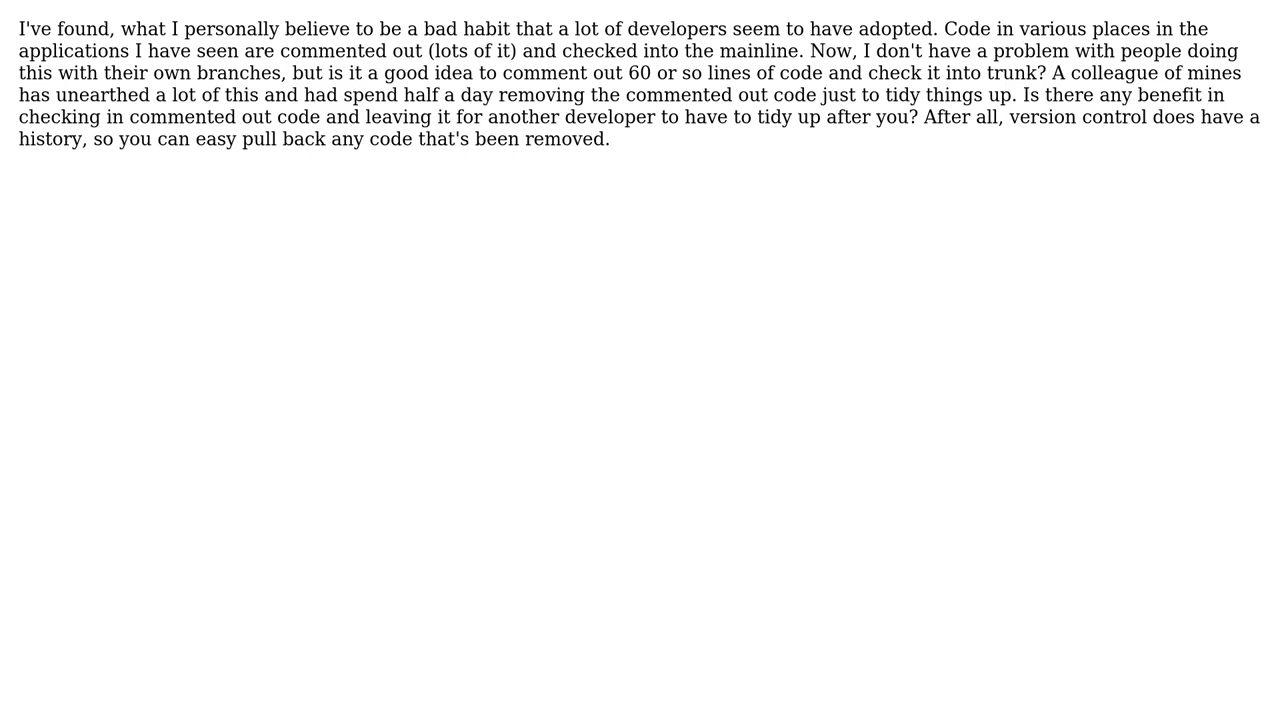 I've found, what I personally believe to be a bad habit that a lot of developers seem to have adopted. Code in various places in the
applications I have seen are commented out (lots of it) and checked into the mainline. Now, I don't have a problem with people doing
this with their own branches, but is it a good idea to comment out 60 or so lines of code and check it into trunk? A colleague of mines
has unearthed a lot of this and had spend half a day removing the commented out code just to tidy things up. Is there any benefit in
checking in commented out code and leaving it for another developer to have to tidy up after you? After all, version control does have a
history, so you can easy pull back any code that's been removed.